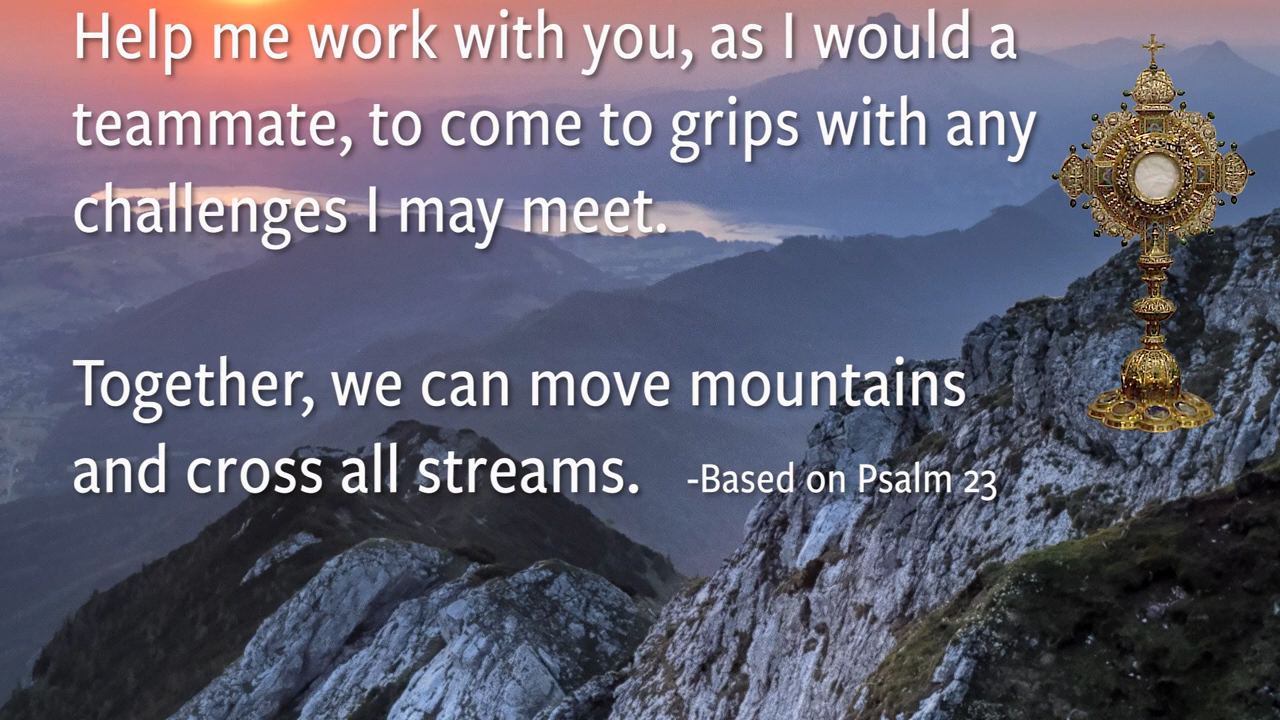 Help me work with you, as I would a
teammate, to come to grips with any
challenges I may meet.
Together, we can move mountains
and cross all streams. -Based on Psalm 23